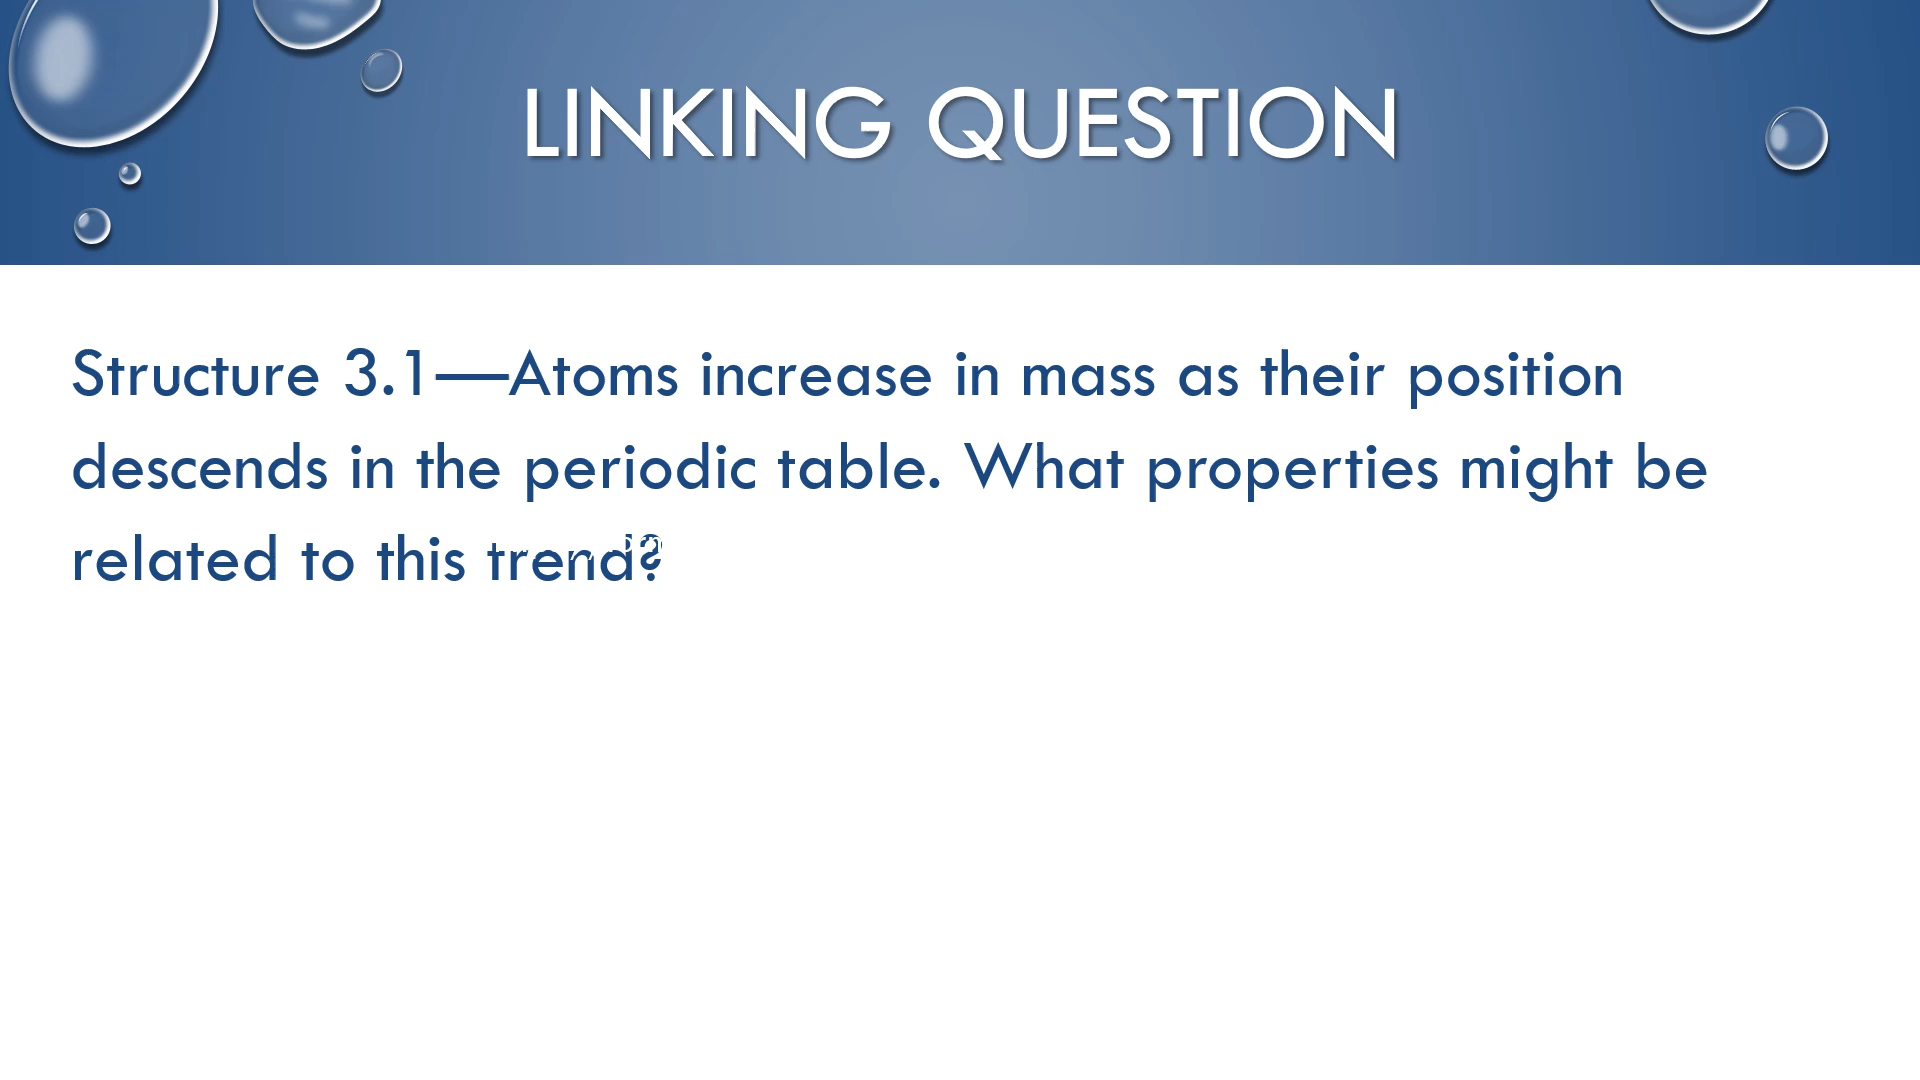 LINKING QUESTION
Structure 3.1—Atoms increase in mass as their position
descends in the periodic table. What properties might be
related to this trend?